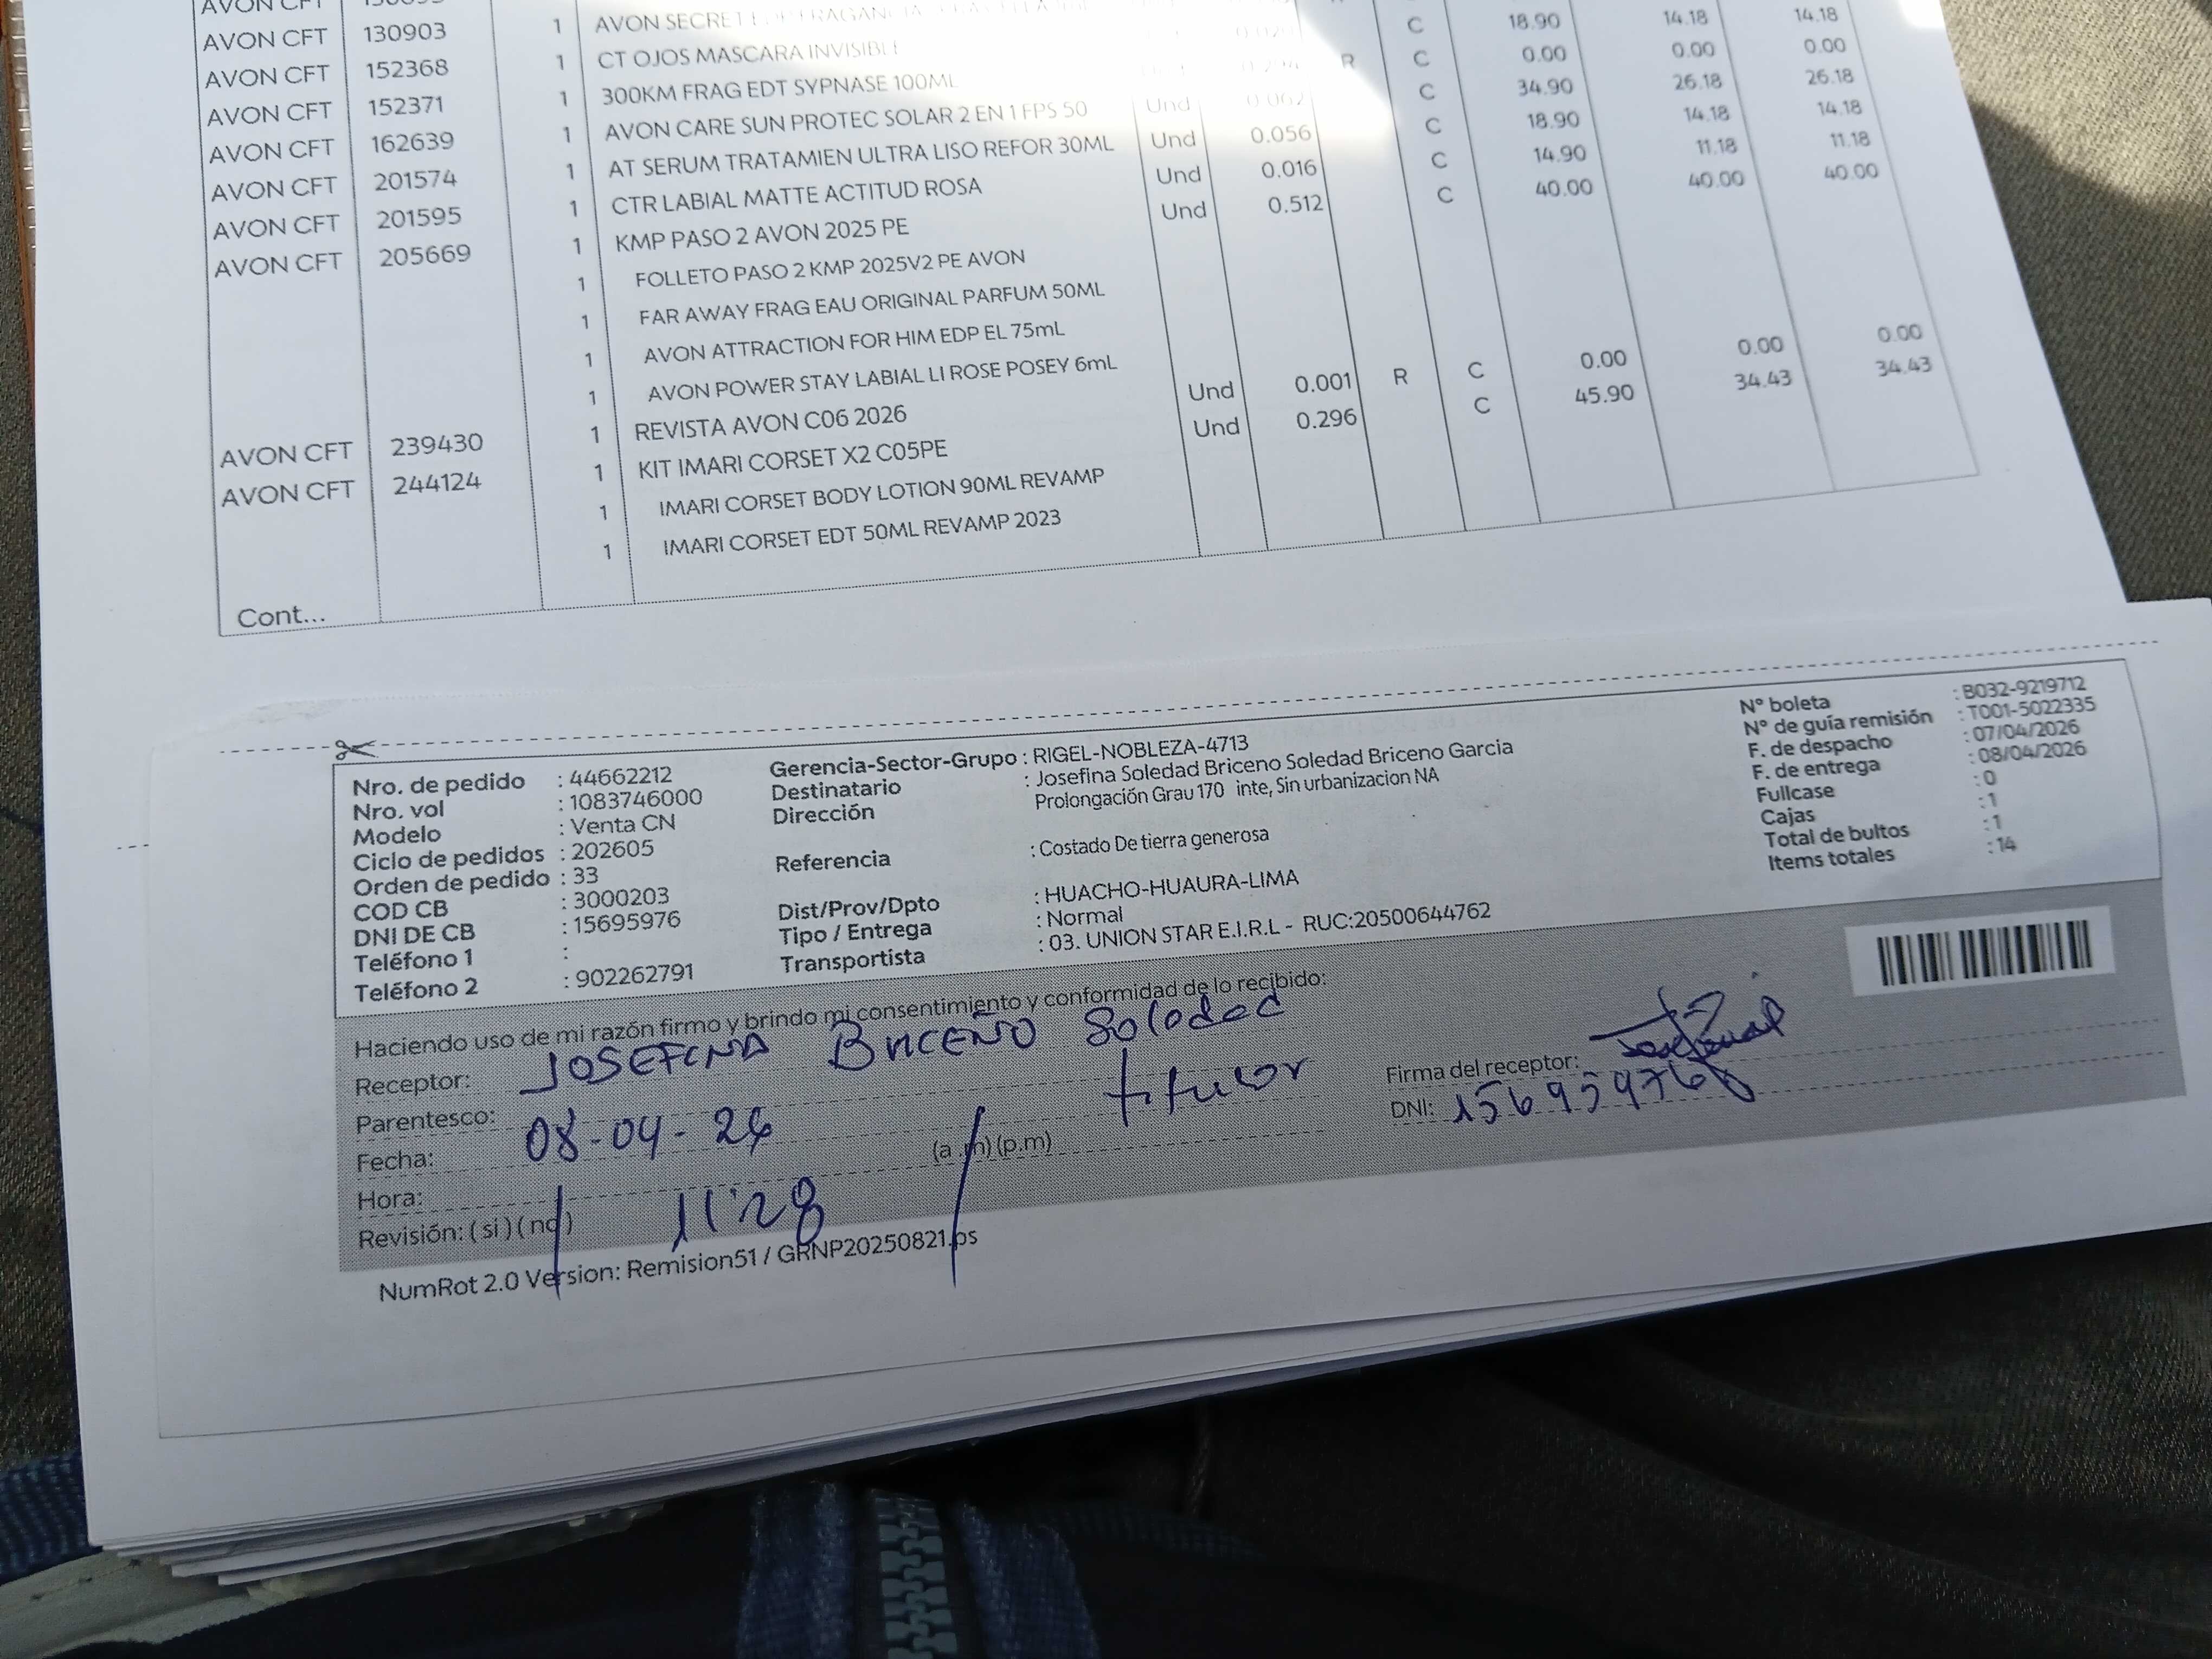 AVON CFT
AVON CFT 130903 1 AVON SECRET C 18.90 14.18 14.18
AVON CFT 152368 1 CT OJOS MASCARA INVISIBLE R C 0.00 0.00 0.00
AVON CFT 152371 1 300KM FRAG EDT SYPNASE 100ML C 34.90 26.18 26.18
AVON CFT 162639 1 AVON CARE SUN PROTEC SOLAR 2 EN 1 FPS 50 Und 0.062 C 18.90 14.18 14.18
AVON CFT 201574 1 AT SERUM TRATAMIEN ULTRA LISO REFOR 30ML Und 0.056 C 14.90 11.18 11.18
AVON CFT 201595 1 CTR LABIAL MATTE ACTITUD ROSA Und 0.016 C 40.00 40.00 40.00
AVON CFT 205669 1 KMP PASO 2 AVON 2025 PE Und 0.512
1 FOLLETO PASO 2 KMP 2025V2 PE AVON
1 FAR AWAY FRAG EAU ORIGINAL PARFUM 50ML
1 AVON ATTRACTION FOR HIM EDP EL 75mL
1 AVON POWER STAY LABIAL LI ROSE POSEY 6mL
AVON CFT 239430 1 REVISTA AVON C06 2026 Und 0.001 R C 0.00 0.00 0.00
AVON CFT 244124 1 KIT IMARI CORSET X2 C05PE Und 0.296 C 45.90 34.43 34.43
1 IMARI CORSET BODY LOTION 90ML REVAMP
1 IMARI CORSET EDT 50ML REVAMP 2023
Cont...
Nro. de pedido : 44662212
Nro. vol : 1083746000
Modelo : Venta CN
Ciclo de pedidos : 202605
Orden de pedido : 33
COD CB : 3000203
DNI DE CB : 15695976
Teléfono 1 :
Teléfono 2 : 902262791
Gerencia-Sector-Grupo : RIGEL-NOBLEZA-4713
Destinatario : Josefina Soledad Briceno Soledad Briceno Garcia
Dirección Prolongación Grau 170 inte, Sin urbanizacion NA
Referencia : Costado De tierra generosa
Dist/Prov/Dpto : HUACHO-HUAURA-LIMA
Tipo / Entrega : Normal
Transportista : 03. UNION STAR E.I.R.L - RUC:20500644762
N° boleta : B032-9219712
N° de guía remisión : T001-5022335
F. de despacho : 07/04/2026
F. de entrega : 08/04/2026
Fullcase : 0
Cajas : 1
Total de bultos : 1
Items totales : 14
Haciendo uso de mi razón firmo y brindo mi consentimiento y conformidad de lo recibido:
Receptor: JOSEFINA BRICEÑO Soledad
Parentesco: titular
Fecha: 08-04-26
Hora: 11:28 (a.m) (p.m)
Revisión: ( si ) ( no )
Firma del receptor:
DNI: 15695976
NumRot 2.0 Version: Remision51 / GRNP20250821.ps